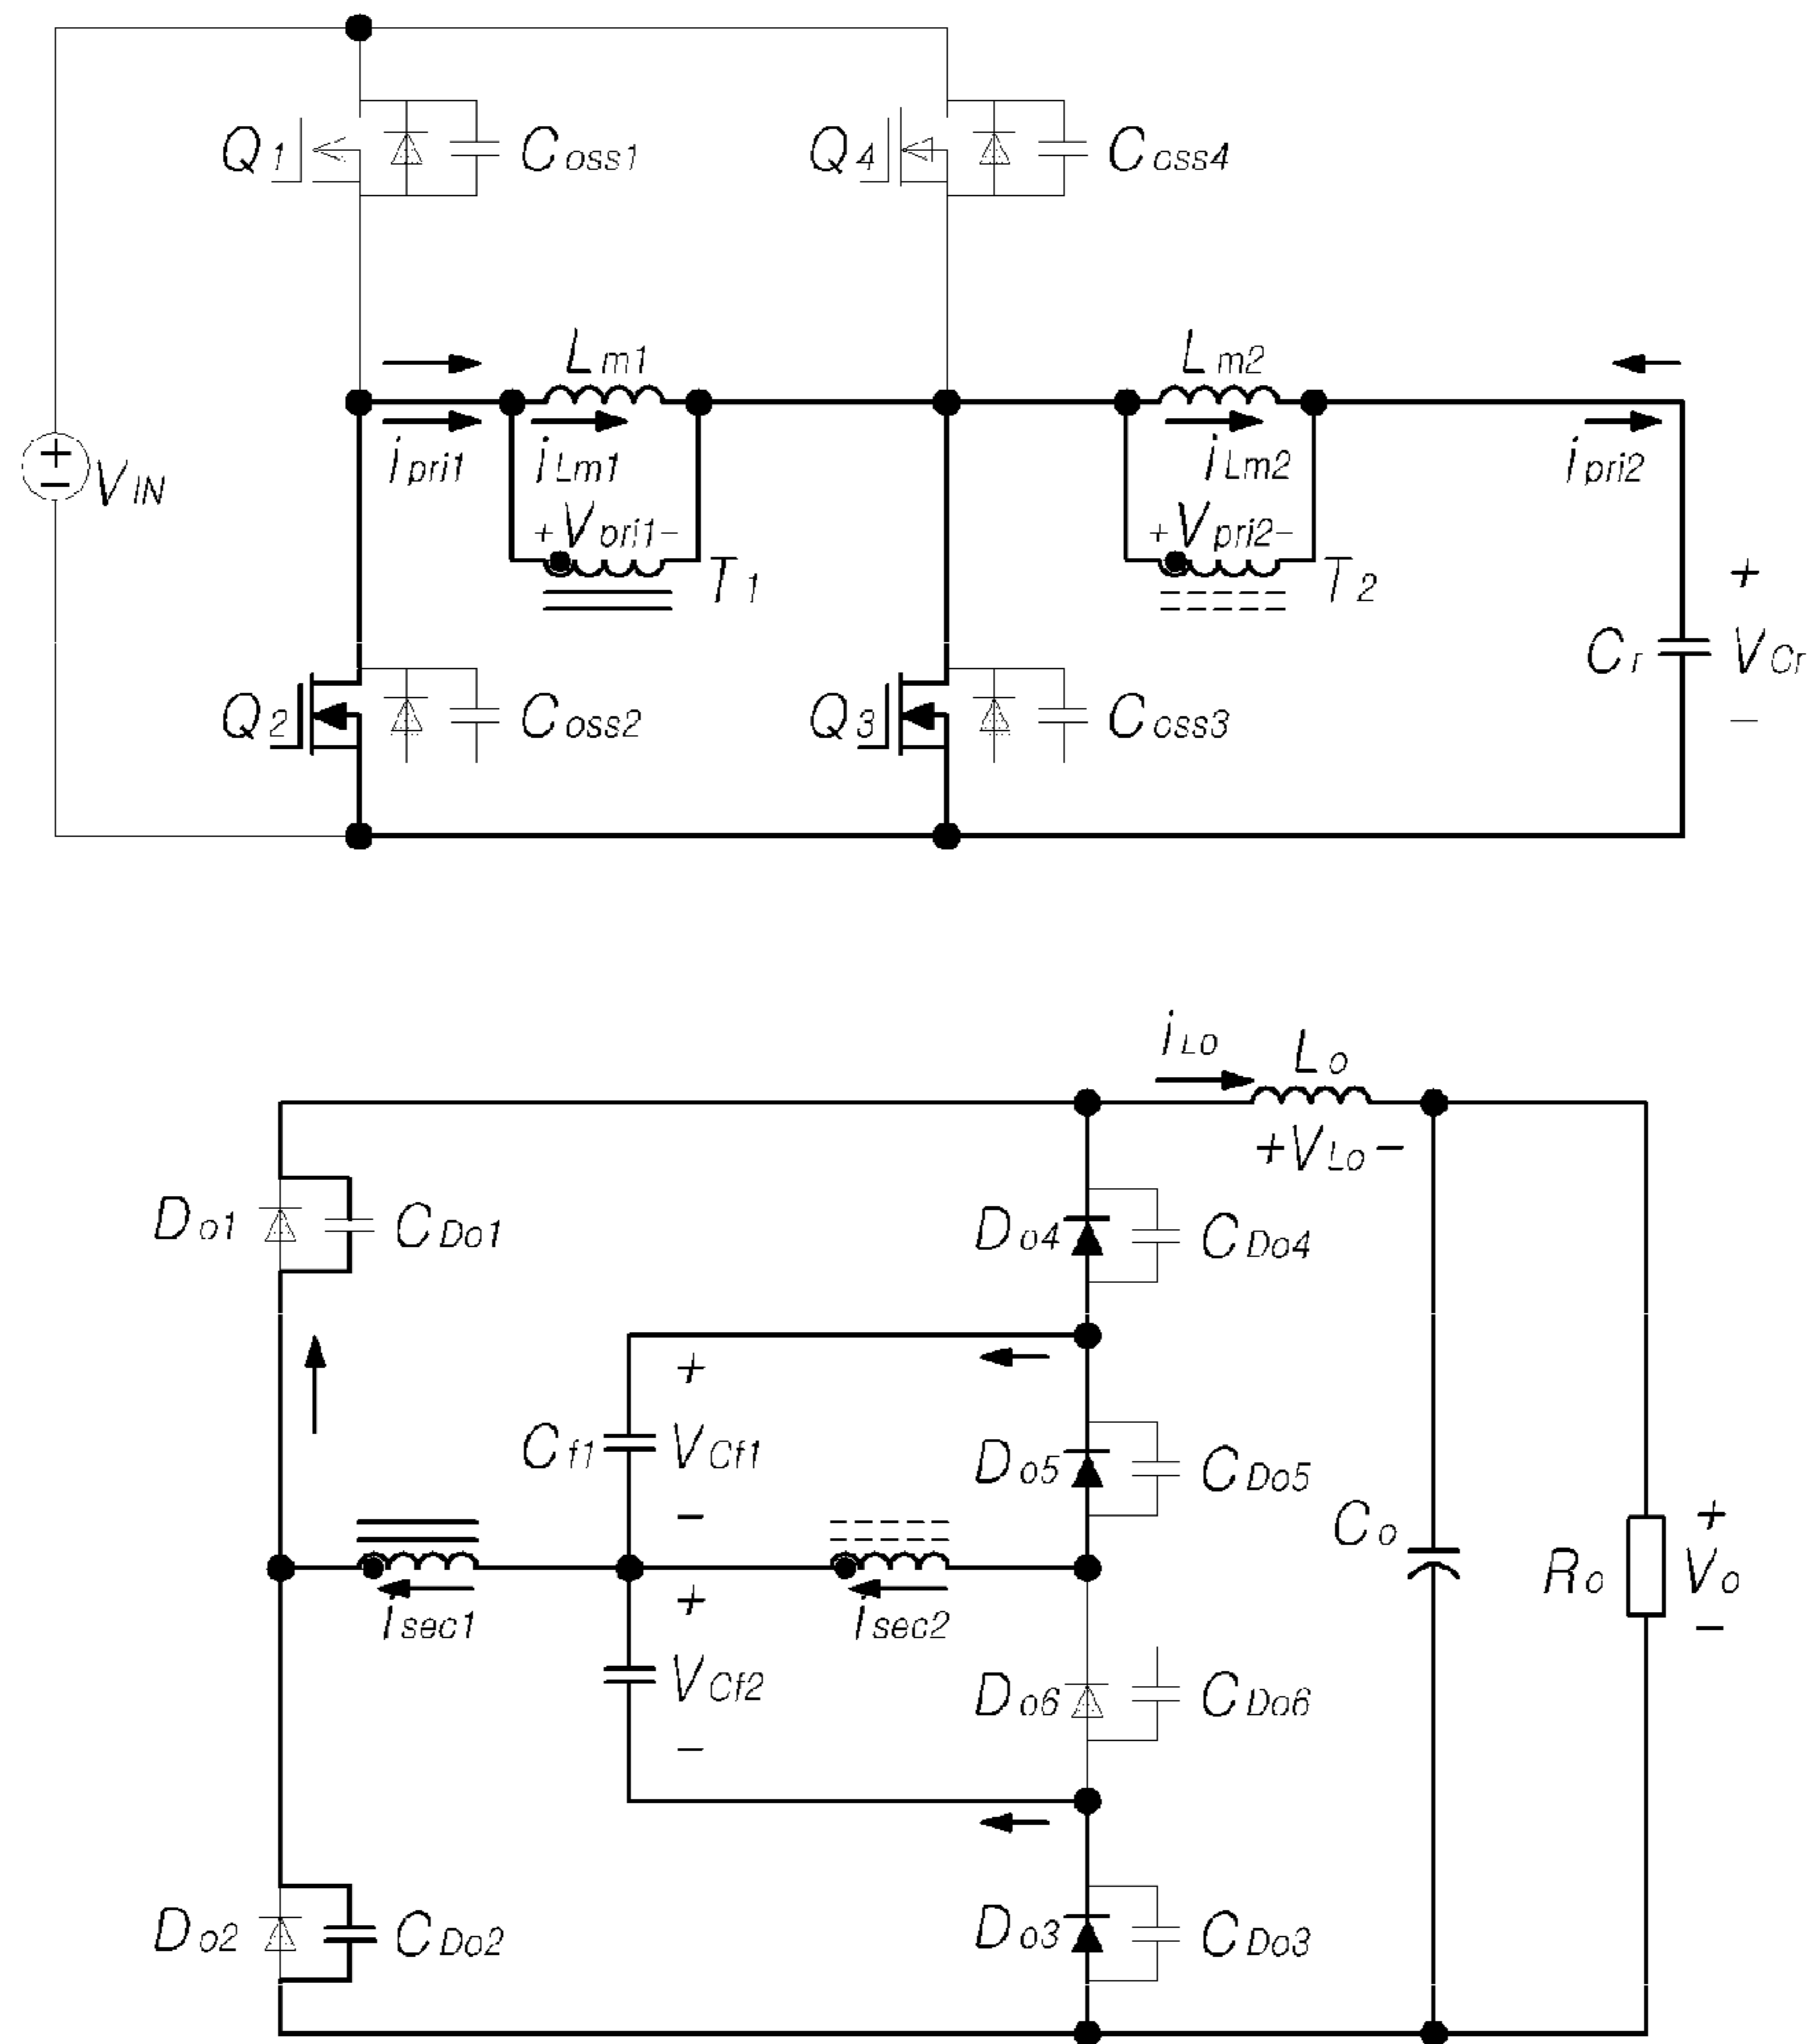 Q1
Coss1
Q4
Coss4
Lm1
Lm2
VIN
+
−
ipri1
iLm1
iLm2
ipri2
+Vpri1−
+Vpri2−
T1
T2
+
Cr
VCr
−
Q2
Coss2
Q3
Coss3
iLo
Lo
+VLo−
Do1
CDo1
Do4
CDo4
+
Cf1
VCf1
−
Do5
CDo5
Co
Ro
+
Vo
−
isec1
isec2
+
VCf2
−
Do6
CDo6
Do2
CDo2
Do3
CDo3